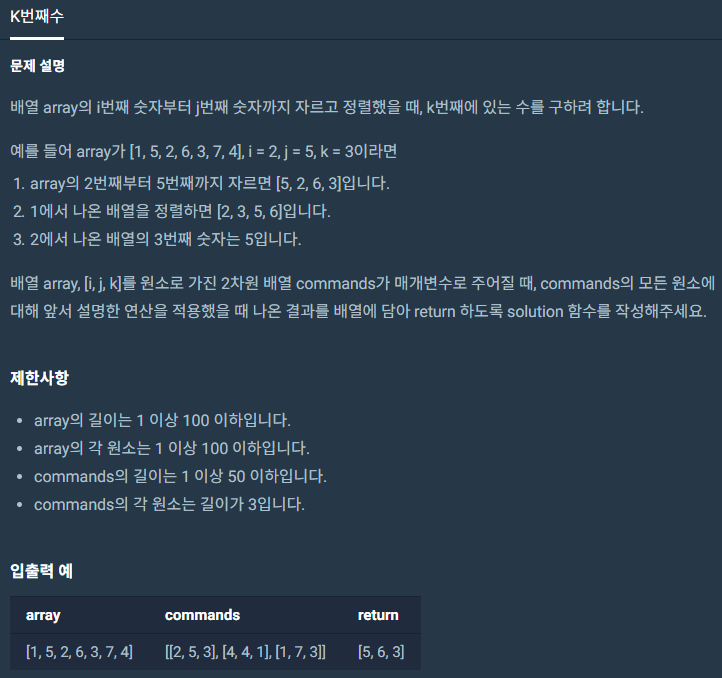 K번째수
문제 설명
배열 array의 i번째 숫자부터 j번째 숫자까지 자르고 정렬했을 때, k번째에 있는 수를 구하려 합니다.
예를 들어 array가 [1, 5, 2, 6, 3, 7, 4], i = 2, j = 5, k = 3이라면
1. array의 2번째부터 5번째까지 자르면 [5, 2, 6, 3]입니다.
2. 1에서 나온 배열을 정렬하면 [2, 3, 5, 6]입니다.
3. 2에서 나온 배열의 3번째 숫자는 5입니다.
배열 array, [i, j, k]를 원소로 가진 2차원 배열 commands가 매개변수로 주어질 때, commands의 모든 원소에
대해 앞서 설명한 연산을 적용했을 때 나온 결과를 배열에 담아 return 하도록 solution 함수를 작성해주세요.
제한사항
• array의 길이는 1 이상 100 이하입니다.
• array의 각 원소는 1 이상 100 이하입니다.
• commands의 길이는 1 이상 50 이하입니다.
• commands의 각 원소는 길이가 3입니다.
입출력 예
array commands return
[1, 5, 2, 6, 3, 7, 4] [[2, 5, 3], [4, 4, 1], [1, 7, 3]] [5, 6, 3]